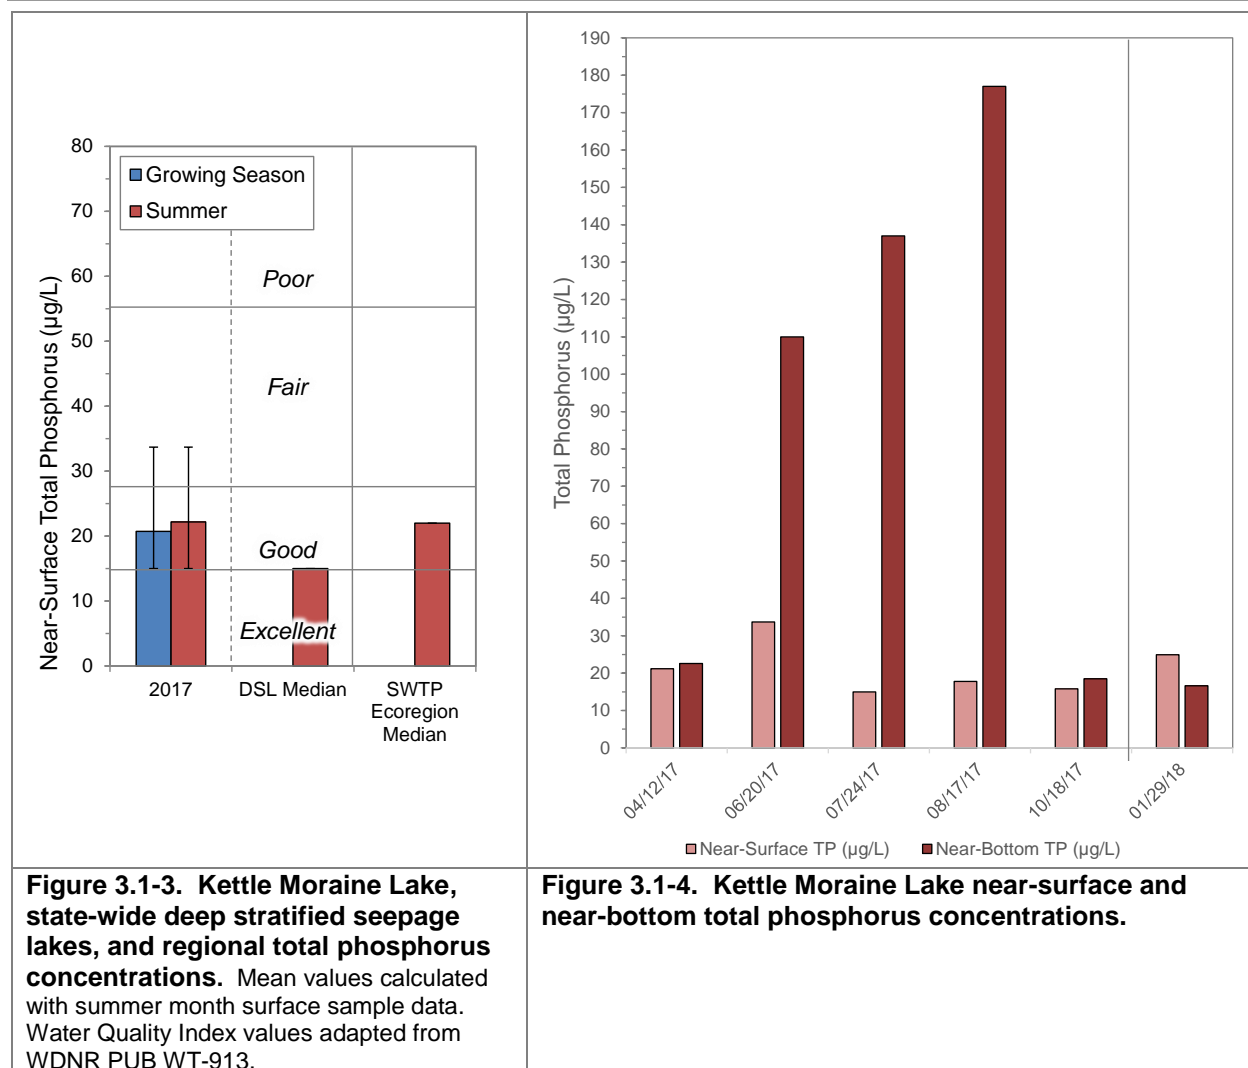 80
70
60
50
40
30
20
10
0
Near-Surface Total Phosphorus (µg/L)
Growing Season
Summer
Poor
Fair
Good
Excellent
2017
DSL Median
SWTP
Ecoregion
Median
190
180
170
160
150
140
130
120
110
100
90
80
70
60
50
40
30
20
10
0
Total Phosphorus (µg/L)
04/12/17
06/20/17
07/24/17
08/17/17
10/18/17
01/29/18
Near-Surface TP (µg/L)
Near-Bottom TP (µg/L)
Figure 3.1-3. Kettle Moraine Lake,
state-wide deep stratified seepage
lakes, and regional total phosphorus
concentrations. Mean values calculated
with summer month surface sample data.
Water Quality Index values adapted from
WDNR PUB WT-913.
Figure 3.1-4. Kettle Moraine Lake near-surface and
near-bottom total phosphorus concentrations.